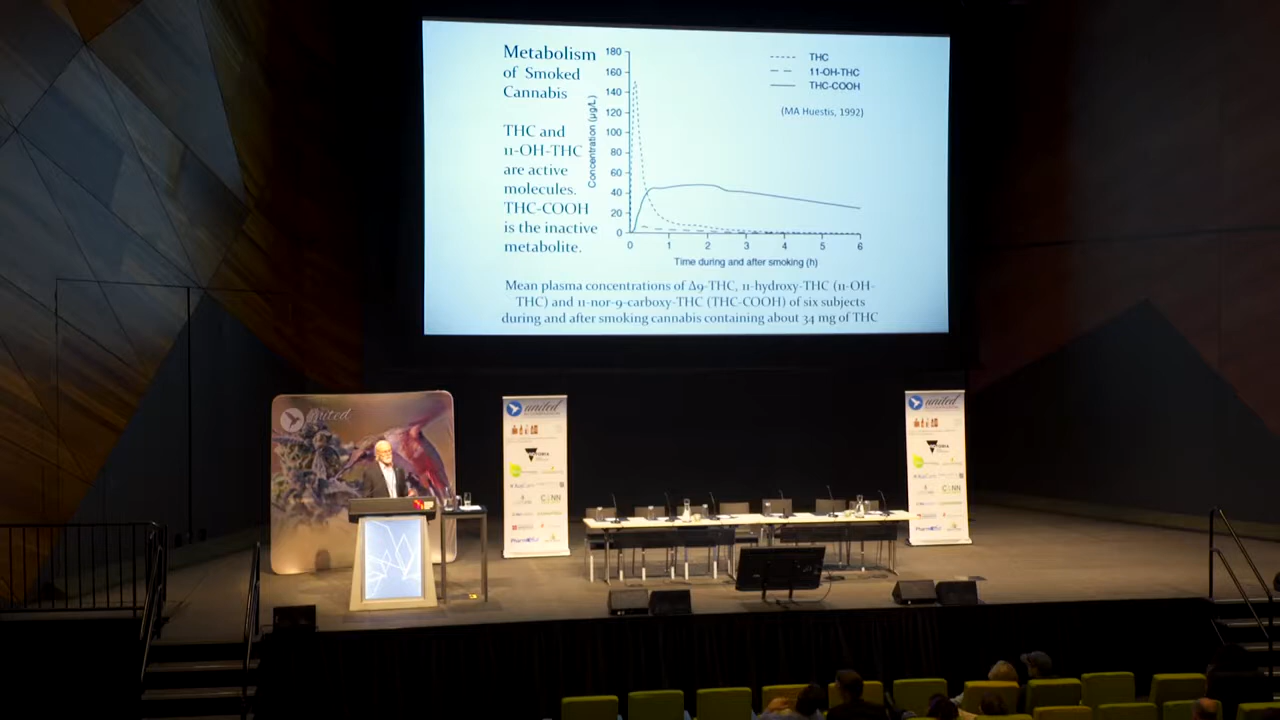 Metabolism
of Smoked
Cannabis
THC and
11-OH-THC
are active
molecules.
THC-COOH
is the inactive
metabolite.
Concentration (µg/L)
180
160
140
120
100
80
60
40
20
0
0 1 2 3 4 5 6
Time during and after smoking (h)
THC
11-OH-THC
THC-COOH
(MA Huestis, 1992)
Mean plasma concentrations of Δ9-THC, 11-hydroxy-THC (11-OH-
THC) and 11-nor-9-carboxy-THC (THC-COOH) of six subjects
during and after smoking cannabis containing about 34 mg of THC
united
united
united